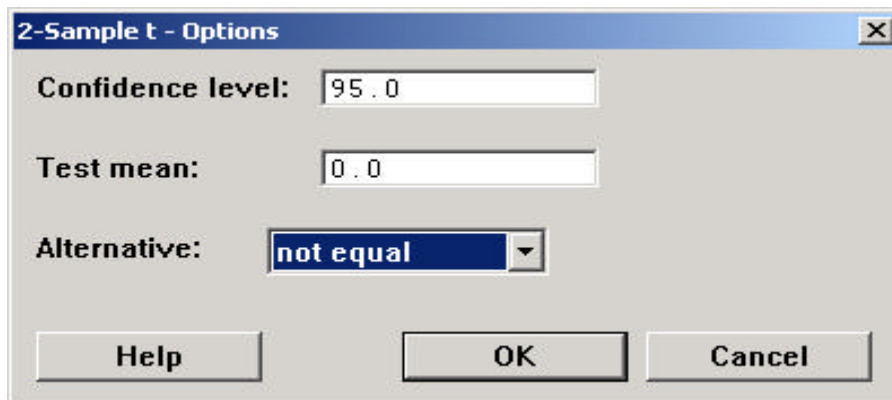 2-Sample t - Options
Confidence level: 95.0
Test mean: 0.0
Alternative: not equal
Help OK Cancel